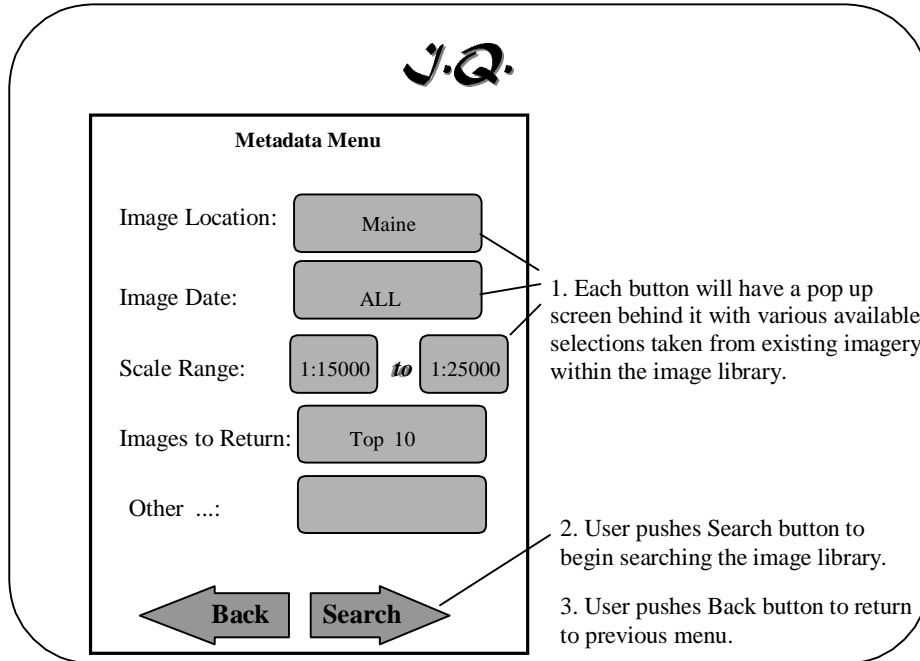 I.Q.
Metadata Menu
Image Location: Maine
Image Date: ALL
Scale Range: 1:15000 to 1:25000
Images to Return: Top 10
Other ...:
Back Search
1. Each button will have a pop up
screen behind it with various available
selections taken from existing imagery
within the image library.
2. User pushes Search button to
begin searching the image library.
3. User pushes Back button to return
to previous menu.